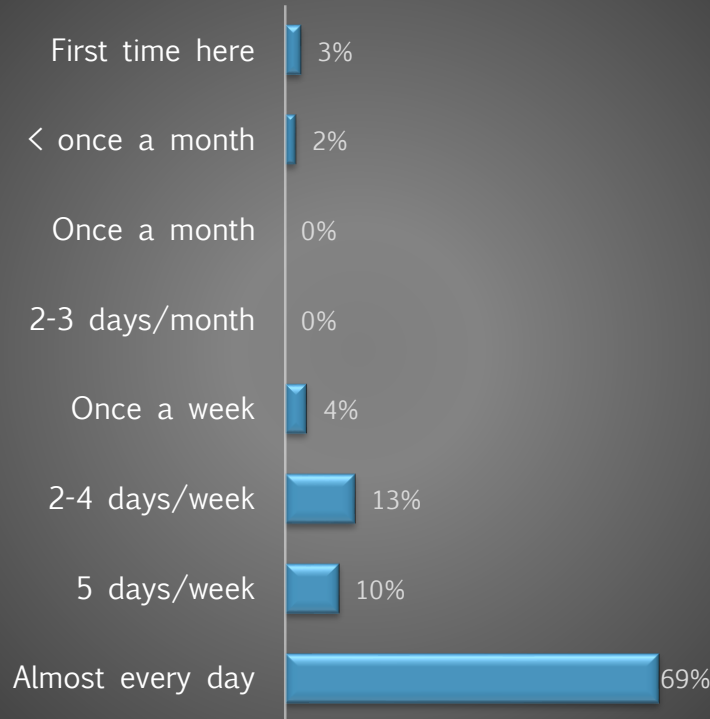 First time here 3%
< once a month 2%
Once a month 0%
2-3 days/month 0%
Once a week 4%
2-4 days/week 13%
5 days/week 10%
Almost every day 69%